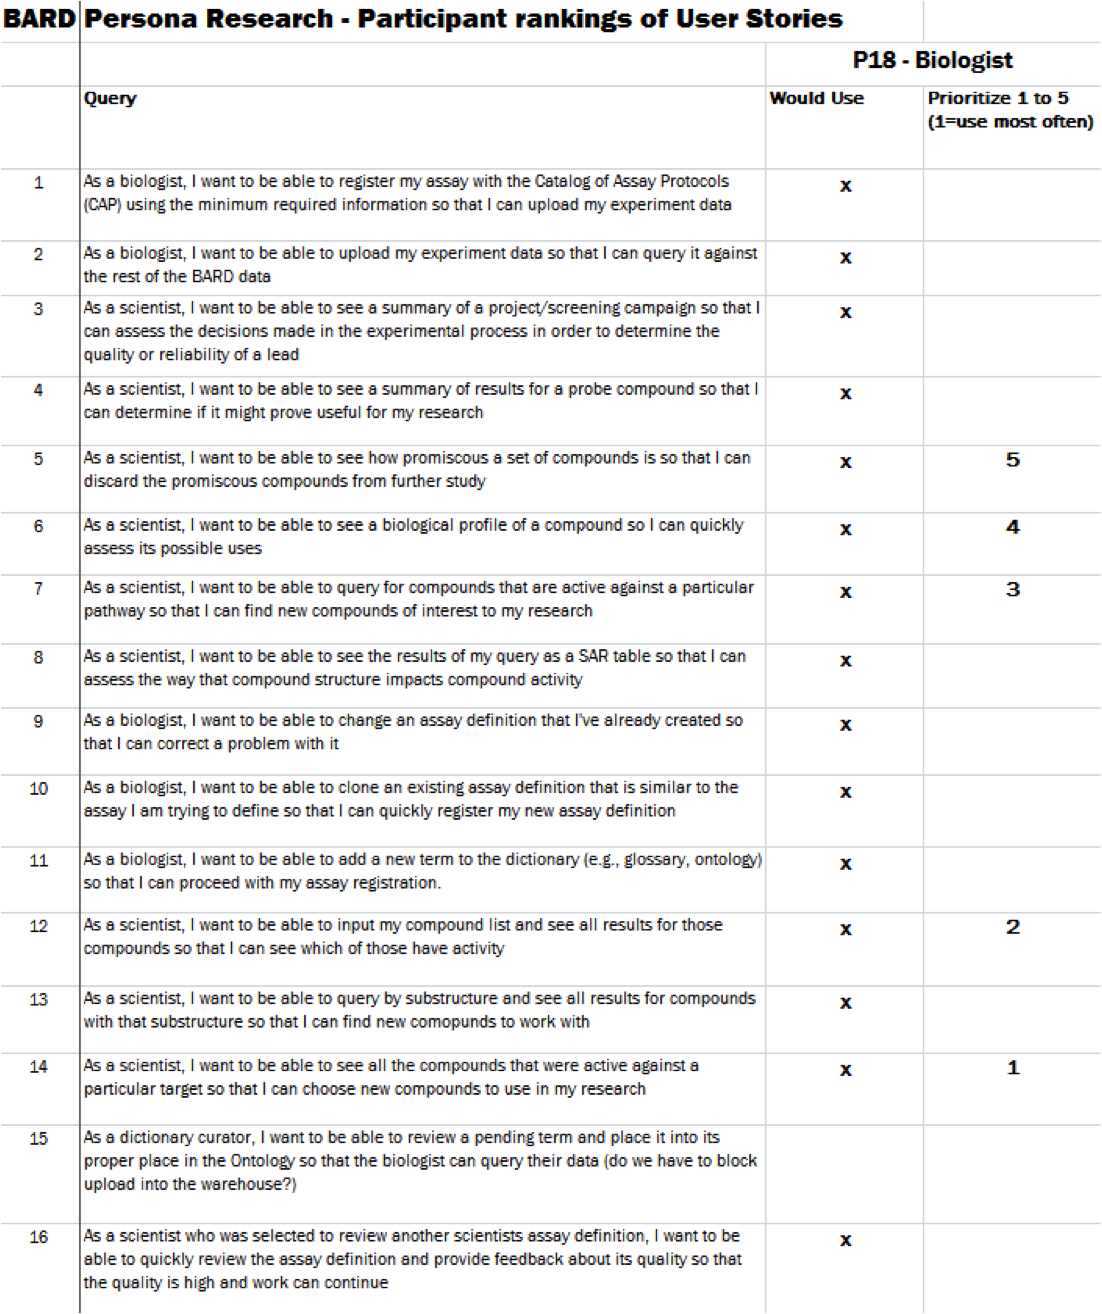 BARD Persona Research - Participant rankings of User Stories
P18 - Biologist
Query Would Use Prioritize 1 to 5
(1=use most often)
1 As a biologist, I want to be able to register my assay with the Catalog of Assay Protocols x
(CAP) using the minimum required information so that I can upload my experiment data
2 As a biologist, I want to be able to upload my experiment data so that I can query it against x
the rest of the BARD data
3 As a scientist, I want to be able to see a summary of a project/screening campaign so that I x
can assess the decisions made in the experimental process in order to determine the
quality or reliability of a lead
4 As a scientist, I want to be able to see a summary of results for a probe compound so that I x
can determine if it might prove useful for my research
5 As a scientist, I want to be able to see how promiscous a set of compounds is so that I can x 5
discard the promiscous compounds from further study
6 As a scientist, I want to be able to see a biological profile of a compound so I can quickly x 4
assess its possible uses
7 As a scientist, I want to be able to query for compounds that are active against a particular x 3
pathway so that I can find new compounds of interest to my research
8 As a scientist, I want to be able to see the results of my query as a SAR table so that I can x
assess the way that compound structure impacts compound activity
9 As a biologist, I want to be able to change an assay definition that I've already created so x
that I can correct a problem with it
10 As a biologist, I want to be able to clone an existing assay definition that is similar to the x
assay I am trying to define so that I can quickly register my new assay definition
11 As a biologist, I want to be able to add a new term to the dictionary (e.g., glossary, ontology) x
so that I can proceed with my assay registration.
12 As a scientist, I want to be able to input my compound list and see all results for those x 2
compounds so that I can see which of those have activity
13 As a scientist, I want to be able to query by substructure and see all results for compounds x
with that substructure so that I can find new comopunds to work with
14 As a scientist, I want to be able to see all the compounds that were active against a x 1
particular target so that I can choose new compounds to use in my research
15 As a dictionary curator, I want to be able to review a pending term and place it into its
proper place in the Ontology so that the biologist can query their data (do we have to block
upload into the warehouse?)
16 As a scientist who was selected to review another scientists assay definition, I want to be x
able to quickly review the assay definition and provide feedback about its quality so that
the quality is high and work can continue